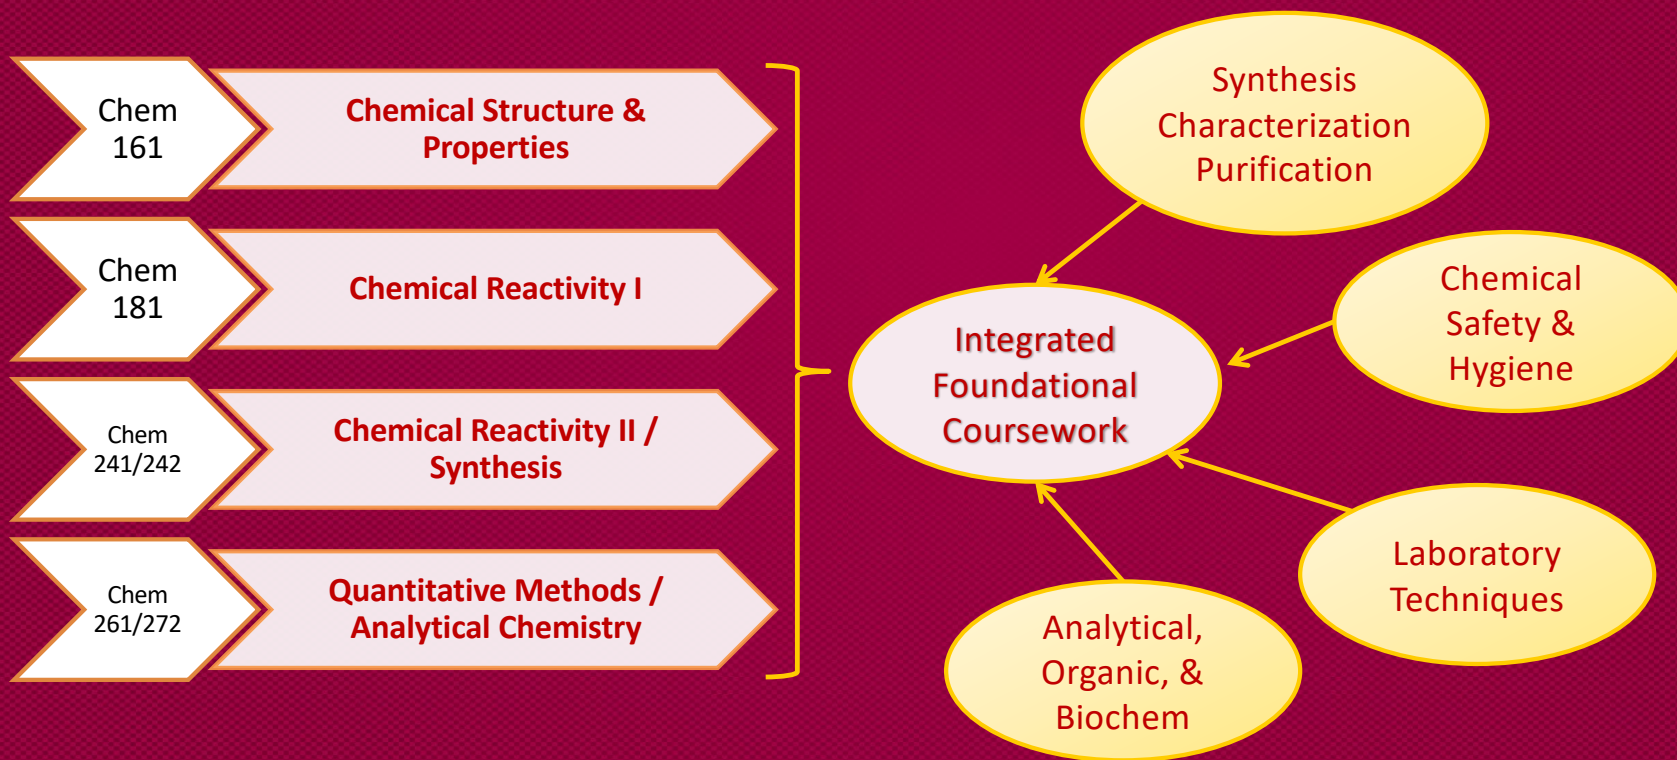 Chem
161
Chemical Structure &
Properties
Chem
181
Chemical Reactivity I
Chem
241/242
Chemical Reactivity II /
Synthesis
Chem
261/272
Quantitative Methods /
Analytical Chemistry
Integrated
Foundational
Coursework
Synthesis
Characterization
Purification
Chemical
Safety &
Hygiene
Laboratory
Techniques
Analytical,
Organic, &
Biochem